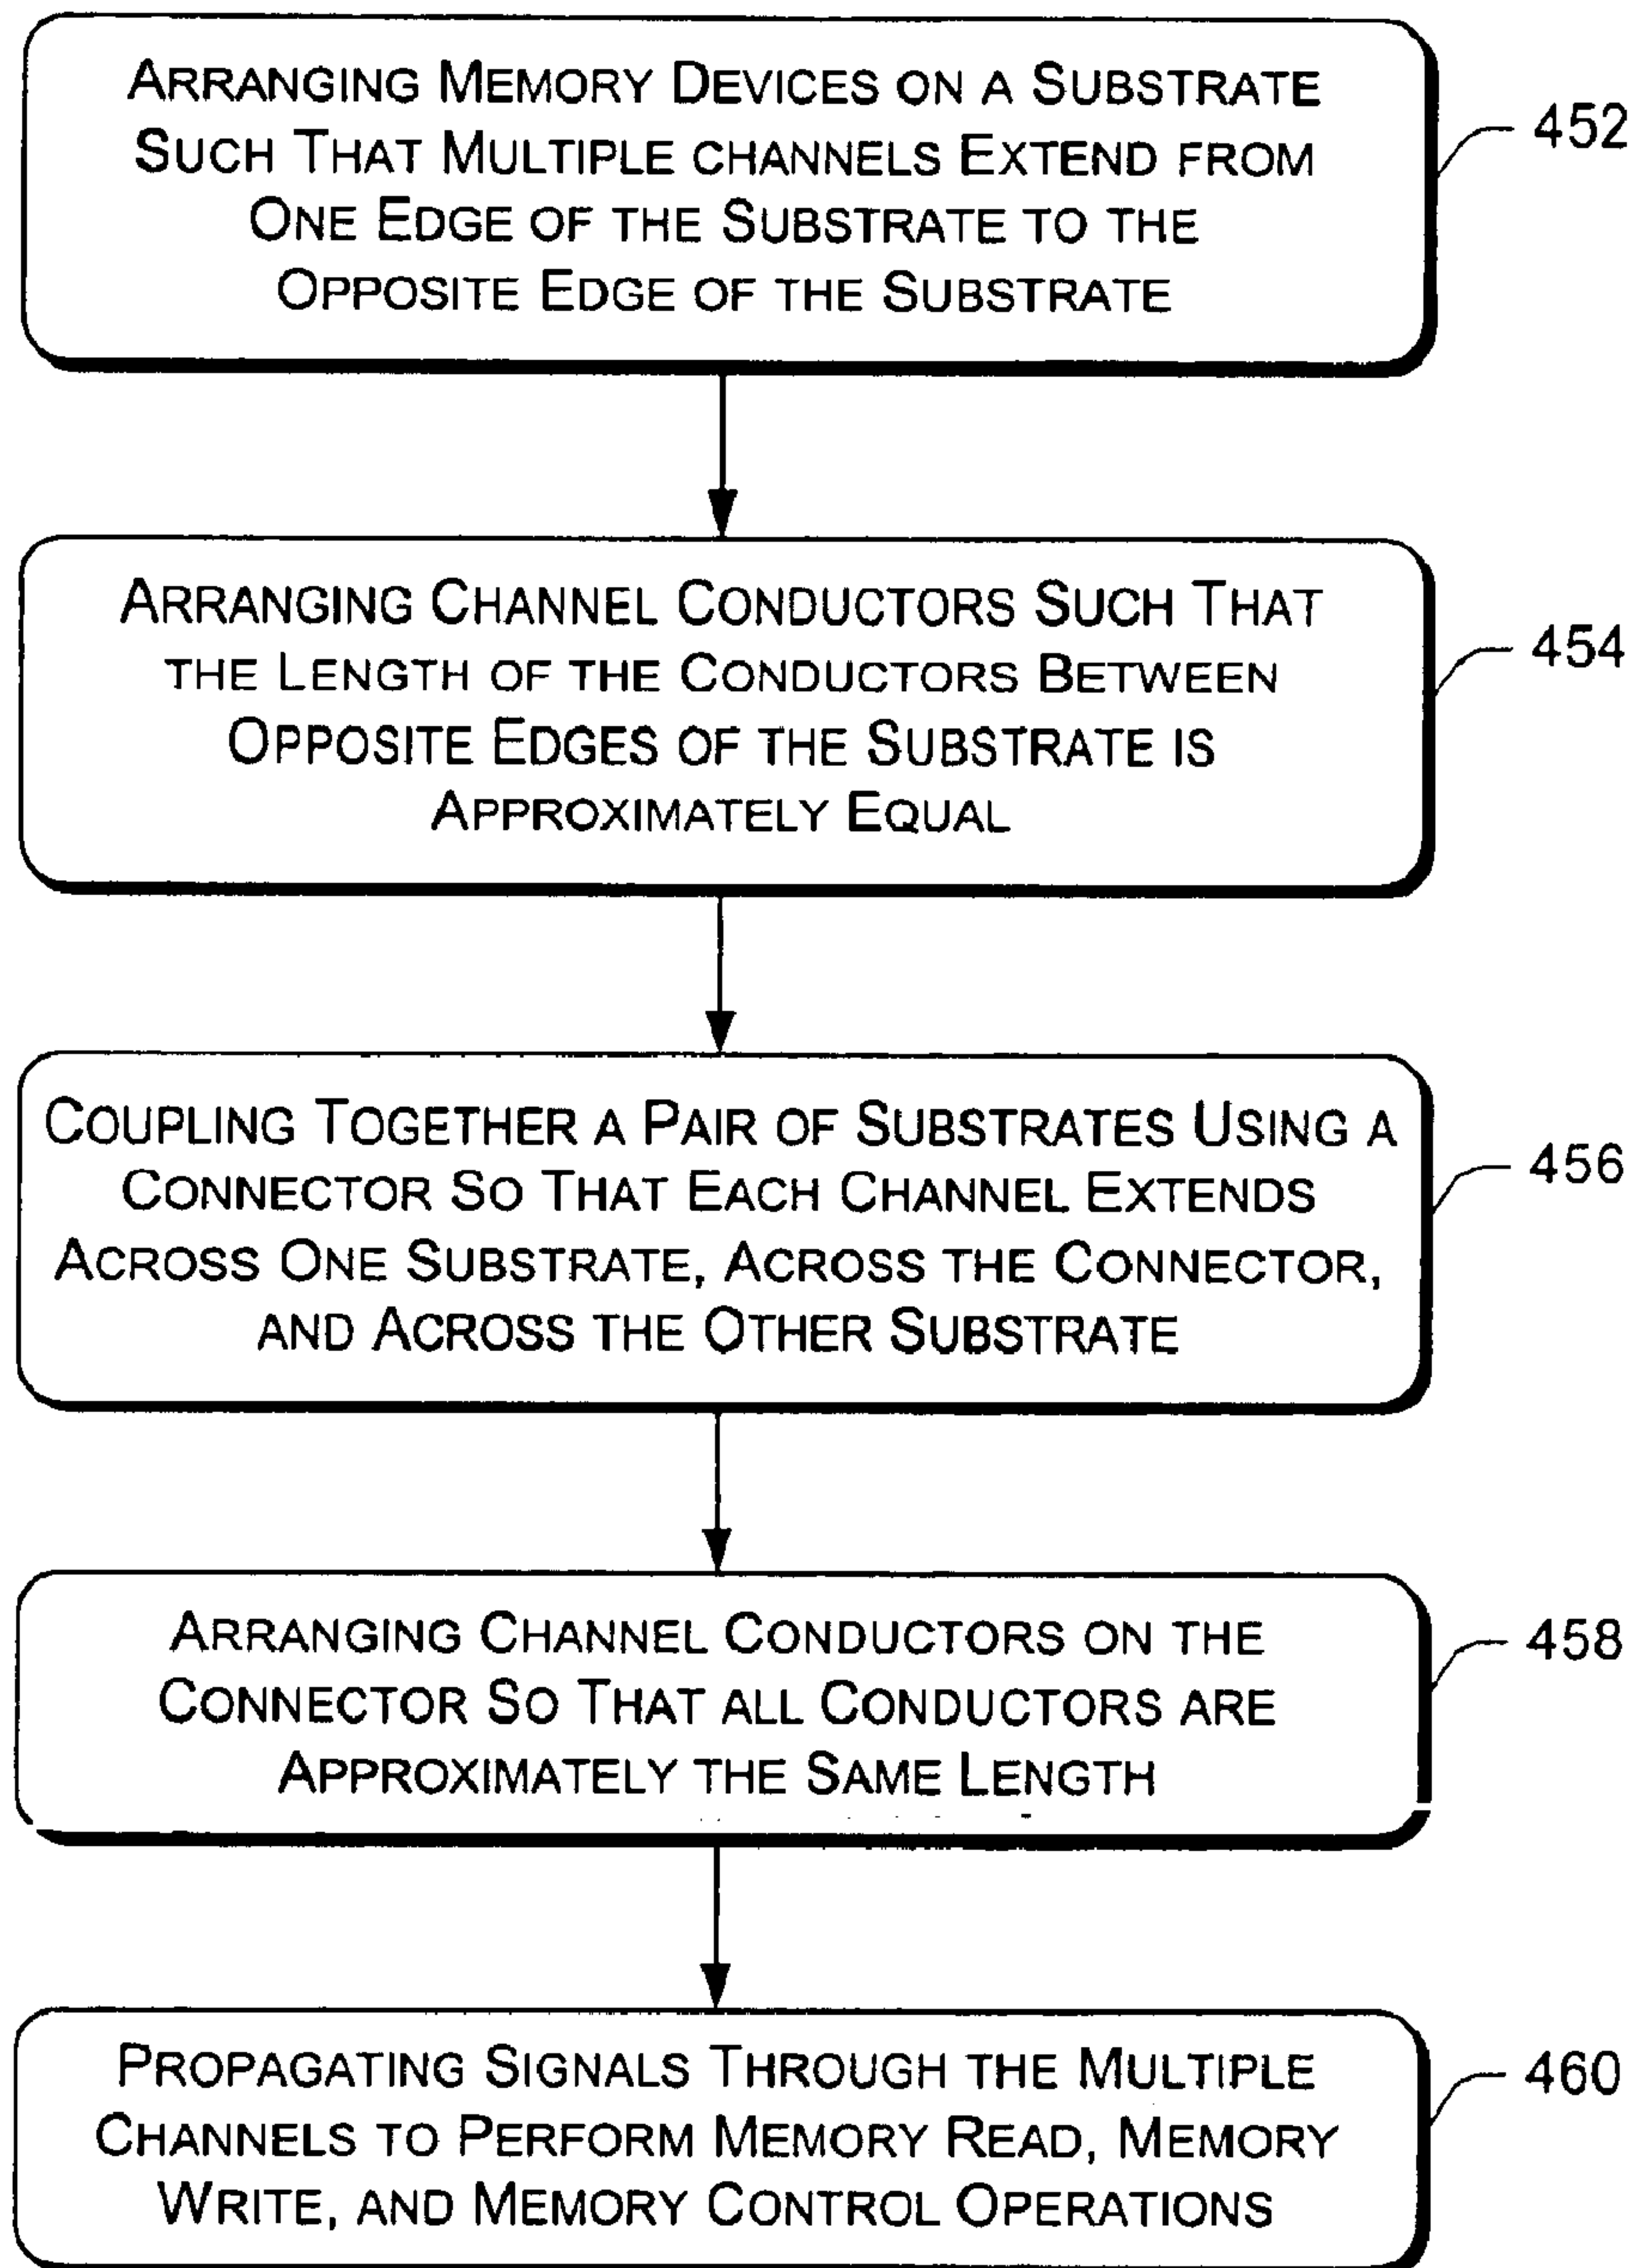 ARRANGING MEMORY DEVICES ON A SUBSTRATE
SUCH THAT MULTIPLE CHANNELS EXTEND FROM
ONE EDGE OF THE SUBSTRATE TO THE
OPPOSITE EDGE OF THE SUBSTRATE
452
ARRANGING CHANNEL CONDUCTORS SUCH THAT
THE LENGTH OF THE CONDUCTORS BETWEEN
OPPOSITE EDGES OF THE SUBSTRATE IS
APPROXIMATELY EQUAL
454
COUPLING TOGETHER A PAIR OF SUBSTRATES USING A
CONNECTOR SO THAT EACH CHANNEL EXTENDS
ACROSS ONE SUBSTRATE, ACROSS THE CONNECTOR,
AND ACROSS THE OTHER SUBSTRATE
456
ARRANGING CHANNEL CONDUCTORS ON THE
CONNECTOR SO THAT ALL CONDUCTORS ARE
APPROXIMATELY THE SAME LENGTH
458
PROPAGATING SIGNALS THROUGH THE MULTIPLE
CHANNELS TO PERFORM MEMORY READ, MEMORY
WRITE, AND MEMORY CONTROL OPERATIONS
460